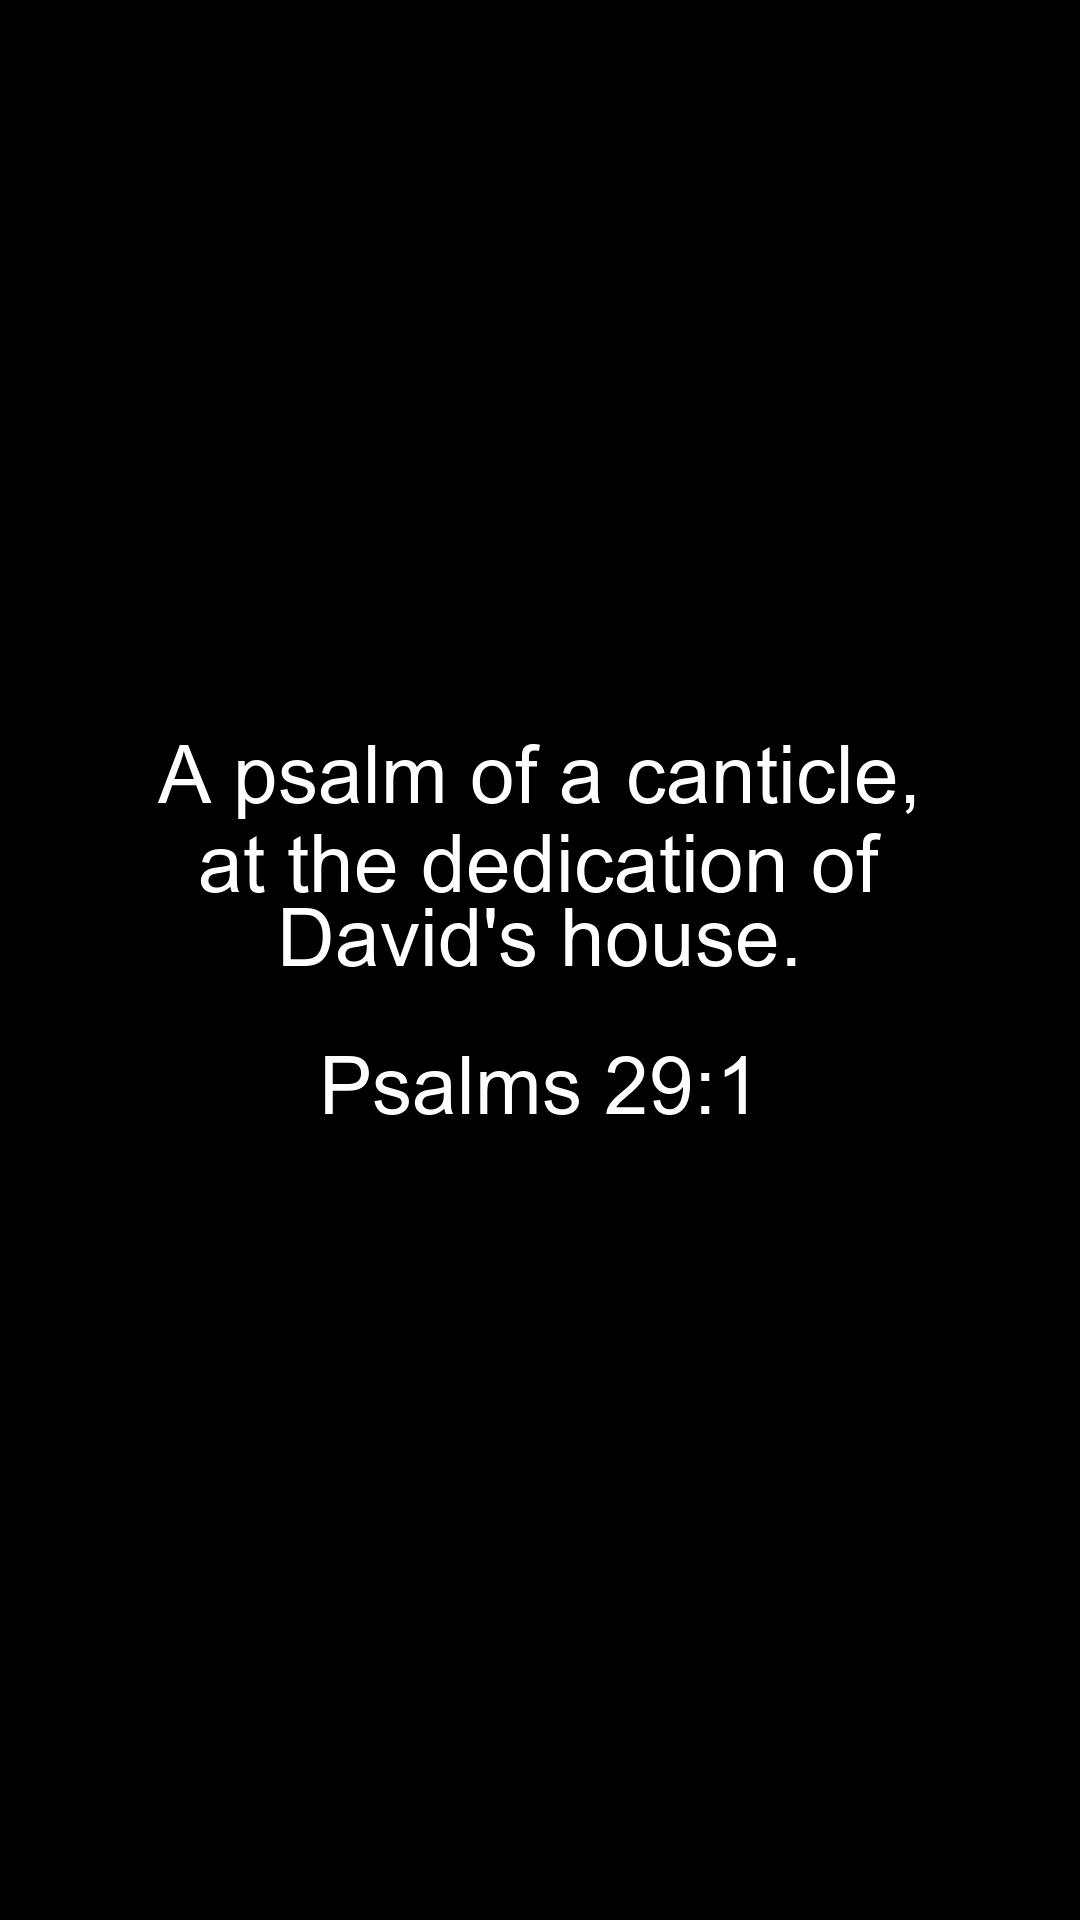 A psalm of a canticle,
at the dedication of
David's house.
Psalms 29:1